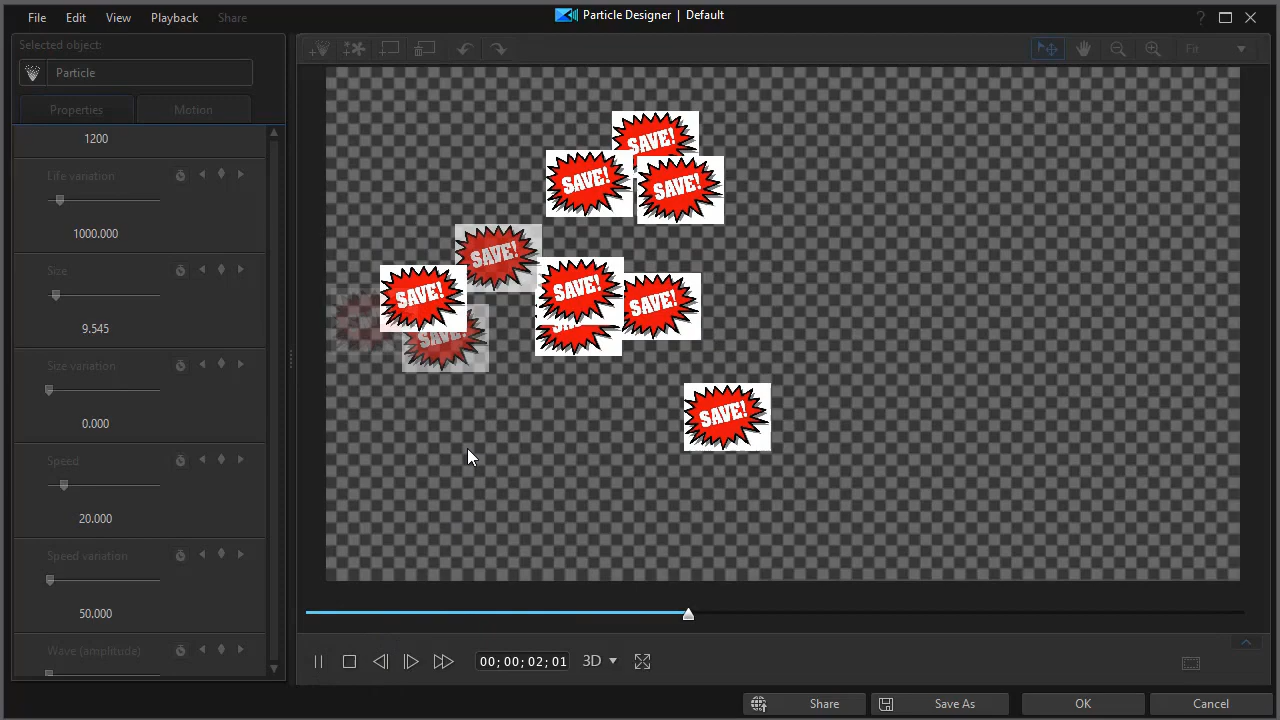 File Edit View Playback Share
Particle Designer | Default
?
Selected object:
Particle
Properties Motion
Fit
1200
Life variation
1000.000
Size
9.545
Size variation
0.000
Speed
20.000
Speed variation
50.000
Wave (amplitude)
SAVE!
SAVE!
SAVE!
SAVE!
SAVE!
SAVE!
SAVE!
SAVE!
SAVE!
00;00;02;01
3D
Share
Save As
OK
Cancel